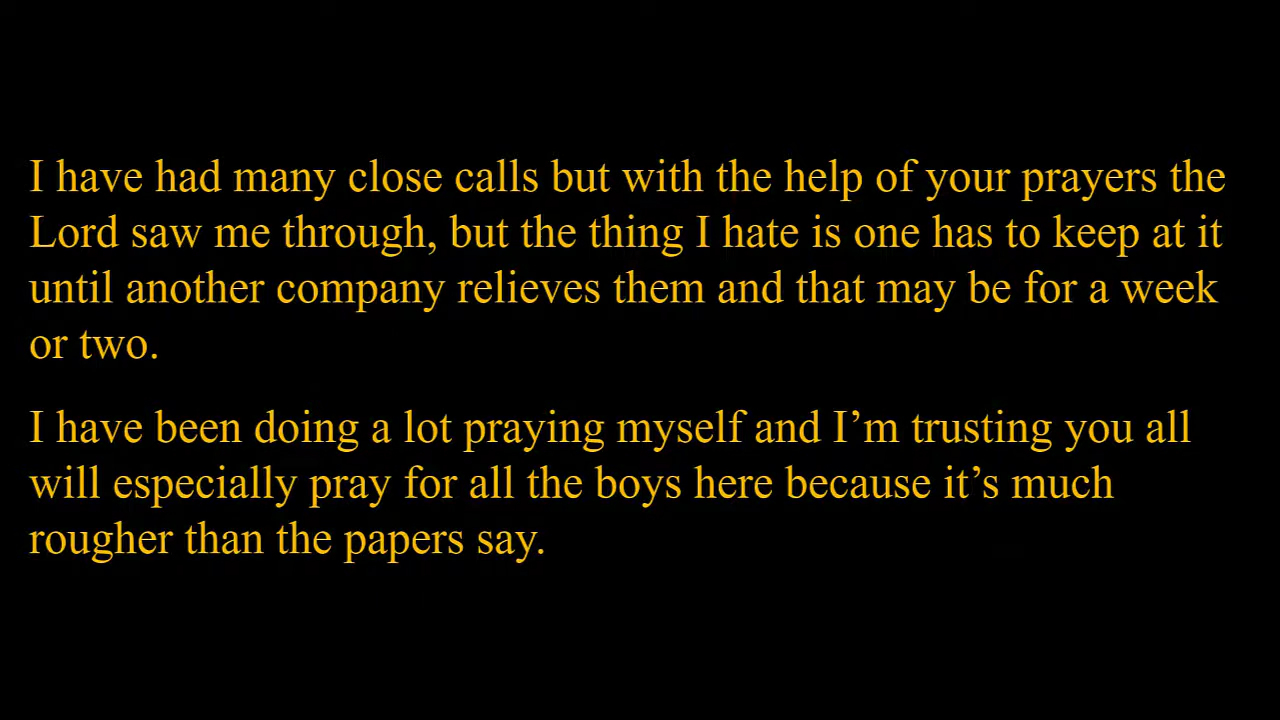 I have had many close calls but with the help of your prayers the
Lord saw me through, but the thing I hate is one has to keep at it
until another company relieves them and that may be for a week
or two.
I have been doing a lot praying myself and I’m trusting you all
will especially pray for all the boys here because it’s much
rougher than the papers say.